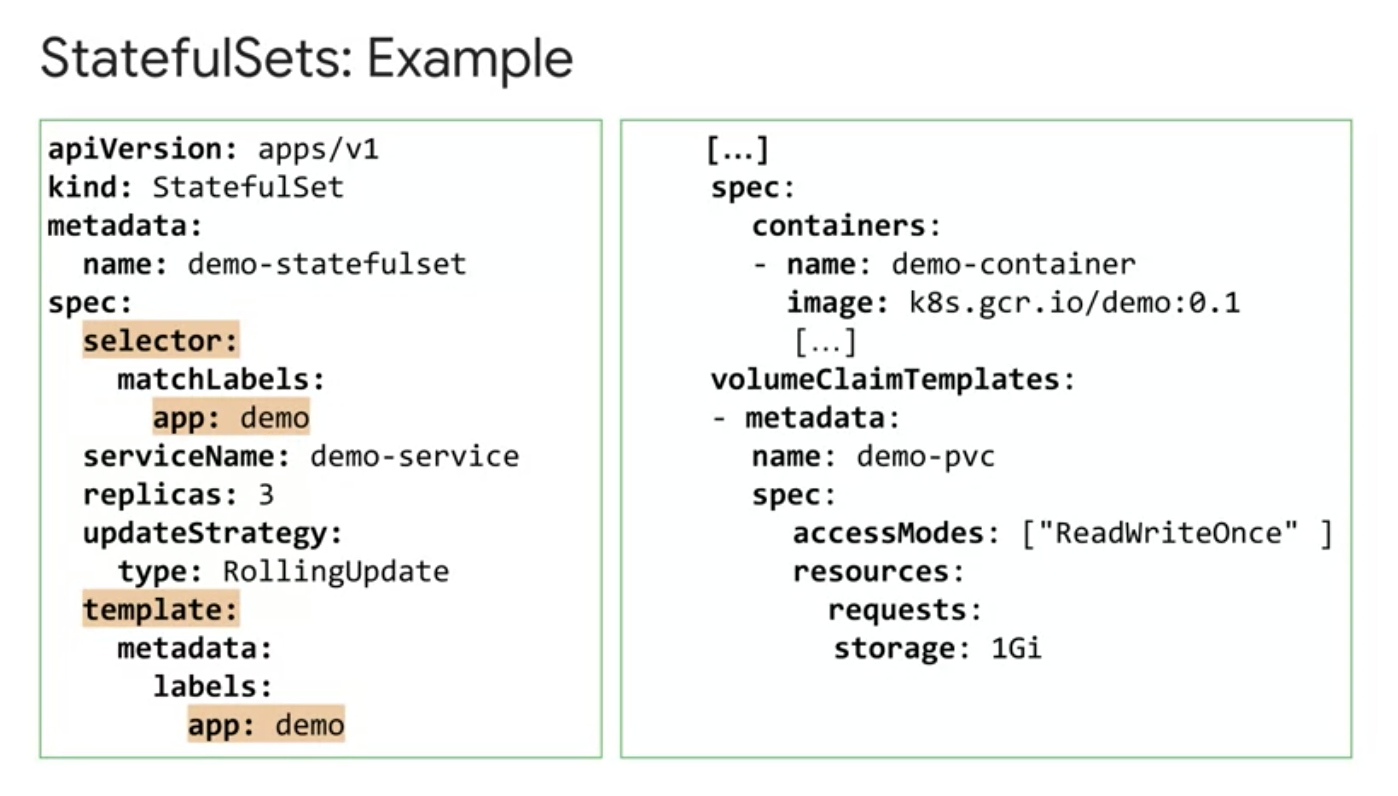 StatefulSets: Example
apiVersion: apps/v1
kind: StatefulSet
metadata:
  name: demo-statefulset
spec:
  selector:
    matchLabels:
      app: demo
  serviceName: demo-service
  replicas: 3
  updateStrategy:
    type: RollingUpdate
  template:
    metadata:
      labels:
        app: demo
[...]
spec:
  containers:
  - name: demo-container
    image: k8s.gcr.io/demo:0.1
    [...]
volumeClaimTemplates:
- metadata:
  name: demo-pvc
  spec:
    accessModes: ["ReadWriteOnce" ]
    resources:
      requests:
      storage: 1Gi